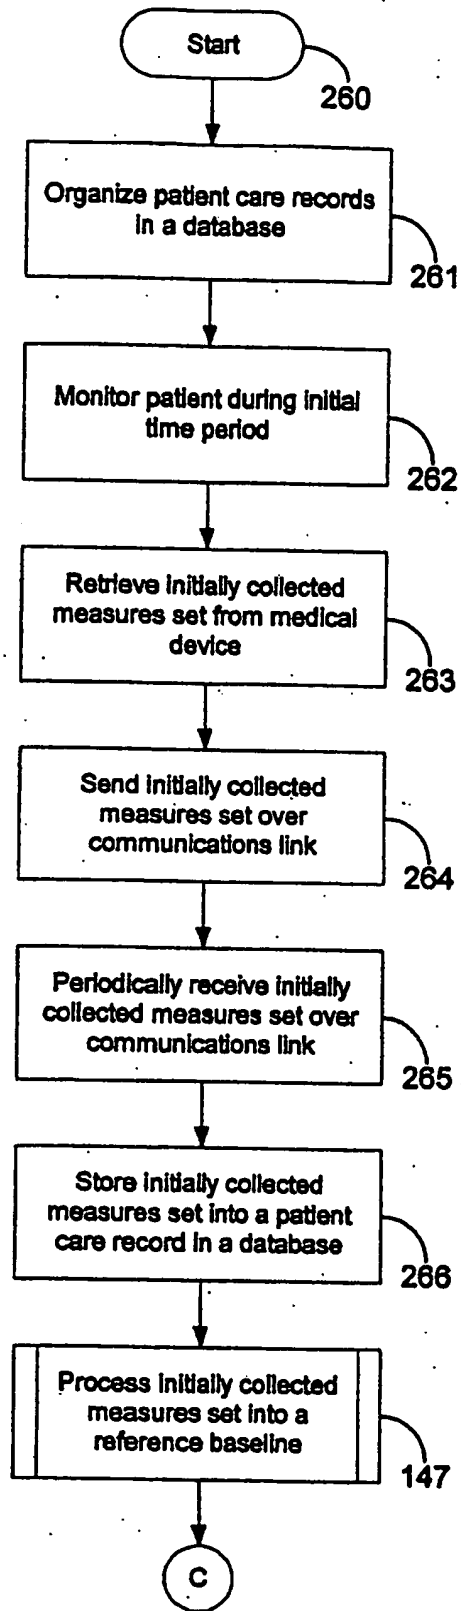 Start
260
Organize patient care records
in a database
261
Monitor patient during initial
time period
262
Retrieve initially collected
measures set from medical
device
263
Send initially collected
measures set over
communications link
264
Periodically receive initially
collected measures set over
communications link
265
Store initially collected
measures set into a patient
care record in a database
266
Process initially collected
measures set into a
reference baseline
147
C